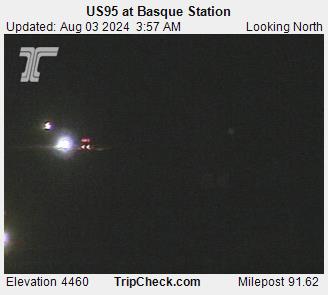 US95 at Basque Station
Updated: Aug 03 2024 3:57 AM Looking North
Elevation 4460 TripCheck.com Milepost 91.62